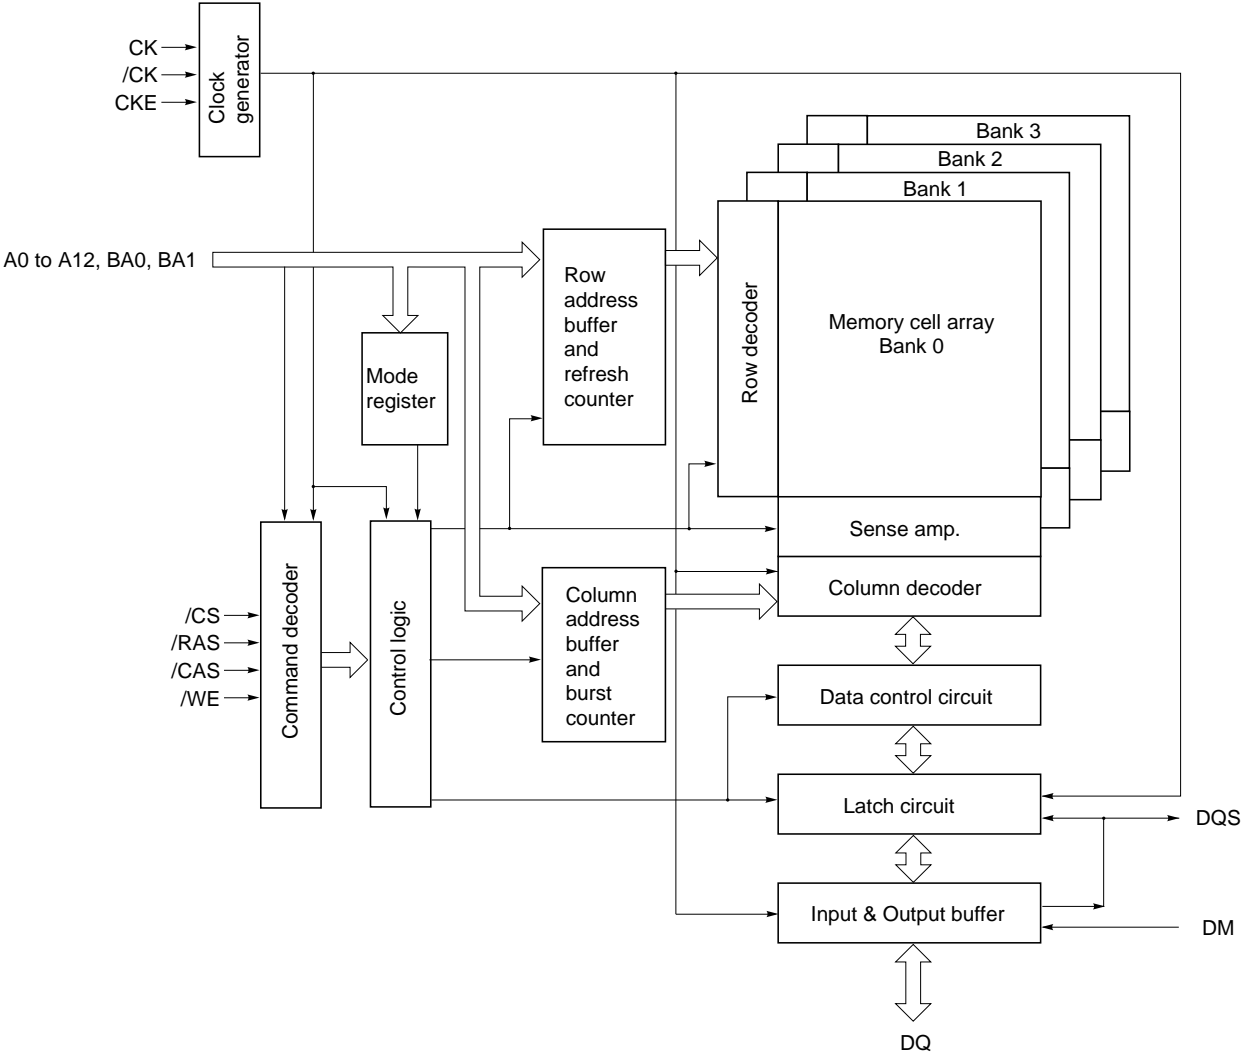 CK
/CK
CKE
Clock
generator
Bank 3
Bank 2
Bank 1
A0 to A12, BA0, BA1
Row
address
buffer
and
refresh
counter
Row decoder
Memory cell array
Bank 0
Mode
register
Sense amp.
Column decoder
Command decoder
Control logic
Column
address
buffer
and
burst
counter
/CS
/RAS
/CAS
/WE
Data control circuit
Latch circuit
DQS
Input & Output buffer
DM
DQ